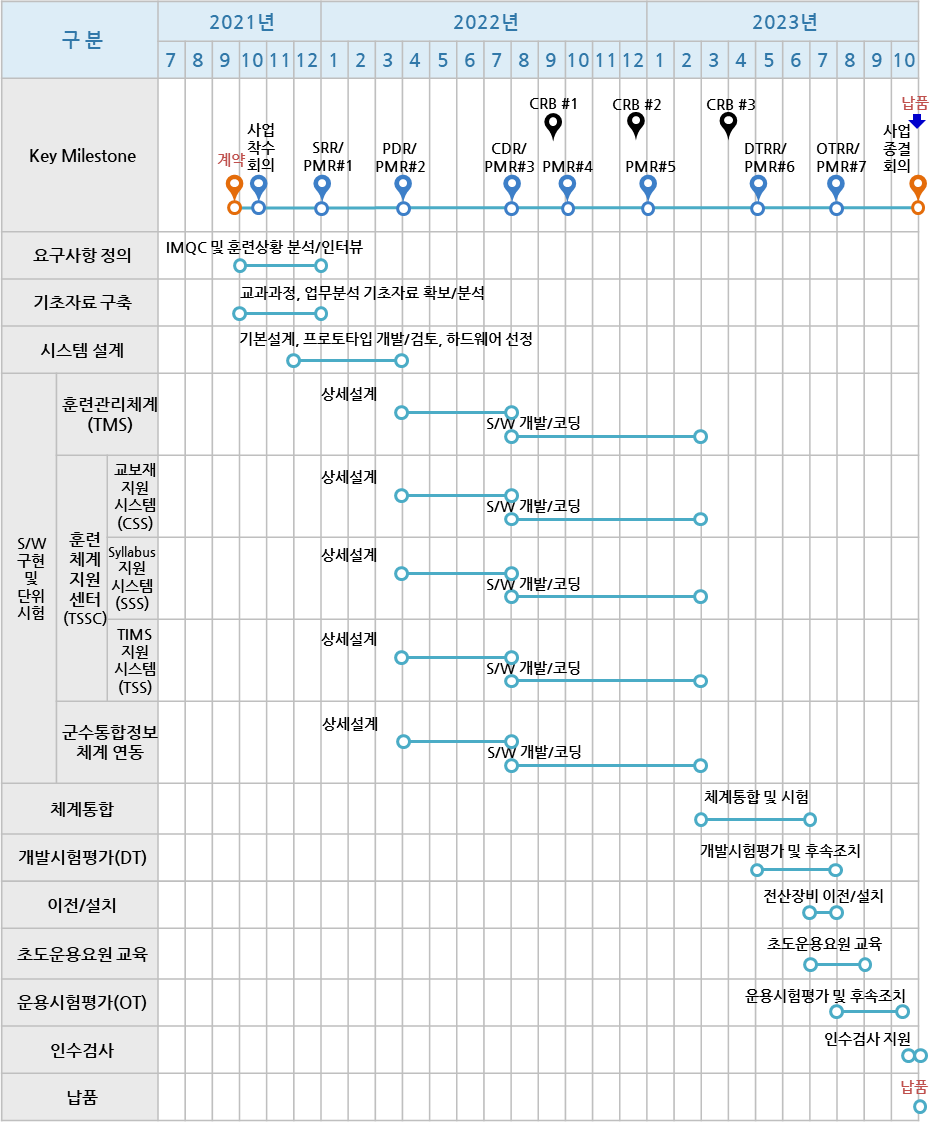 구 분
2021년
2022년
2023년
7 8 9 10 11 12 1 2 3 4 5 6 7 8 9 10 11 12 1 2 3 4 5 6 7 8 9 10
Key Milestone
계약
사업
착수
회의
SRR/
PMR#1
PDR/
PMR#2
CDR/
PMR#3
CRB #1
PMR#4
CRB #2
PMR#5
CRB #3
DTRR/
PMR#6
OTRR/
PMR#7
사업
종결
회의
납품
요구사항 정의
IMQC 및 훈련상황 분석/인터뷰
기초자료 구축
교과과정, 업무분석 기초자료 확보/분석
시스템 설계
기본설계, 프로토타입 개발/검토, 하드웨어 선정
S/W
구현
및
단위
시험
훈련관리체계
(TMS)
상세설계
S/W 개발/코딩
훈련
체계
지원
센터
(TSSC)
교보재
지원
시스템
(CSS)
상세설계
S/W 개발/코딩
Syllabus
지원
시스템
(SSS)
상세설계
S/W 개발/코딩
TIMS
지원
시스템
(TSS)
상세설계
S/W 개발/코딩
군수통합정보
체계 연동
상세설계
S/W 개발/코딩
체계통합
체계통합 및 시험
개발시험평가(DT)
개발시험평가 및 후속조치
이전/설치
전산장비 이전/설치
초도운용요원 교육
초도운용요원 교육
운용시험평가(OT)
운용시험평가 및 후속조치
인수검사
인수검사 지원
납품
납품